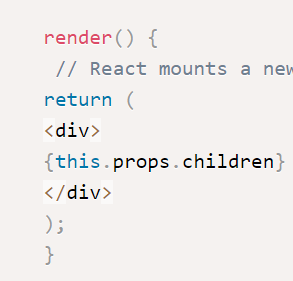 render() {
// React mounts a new
return (
<div>
{this.props.children}
</div>
);
}